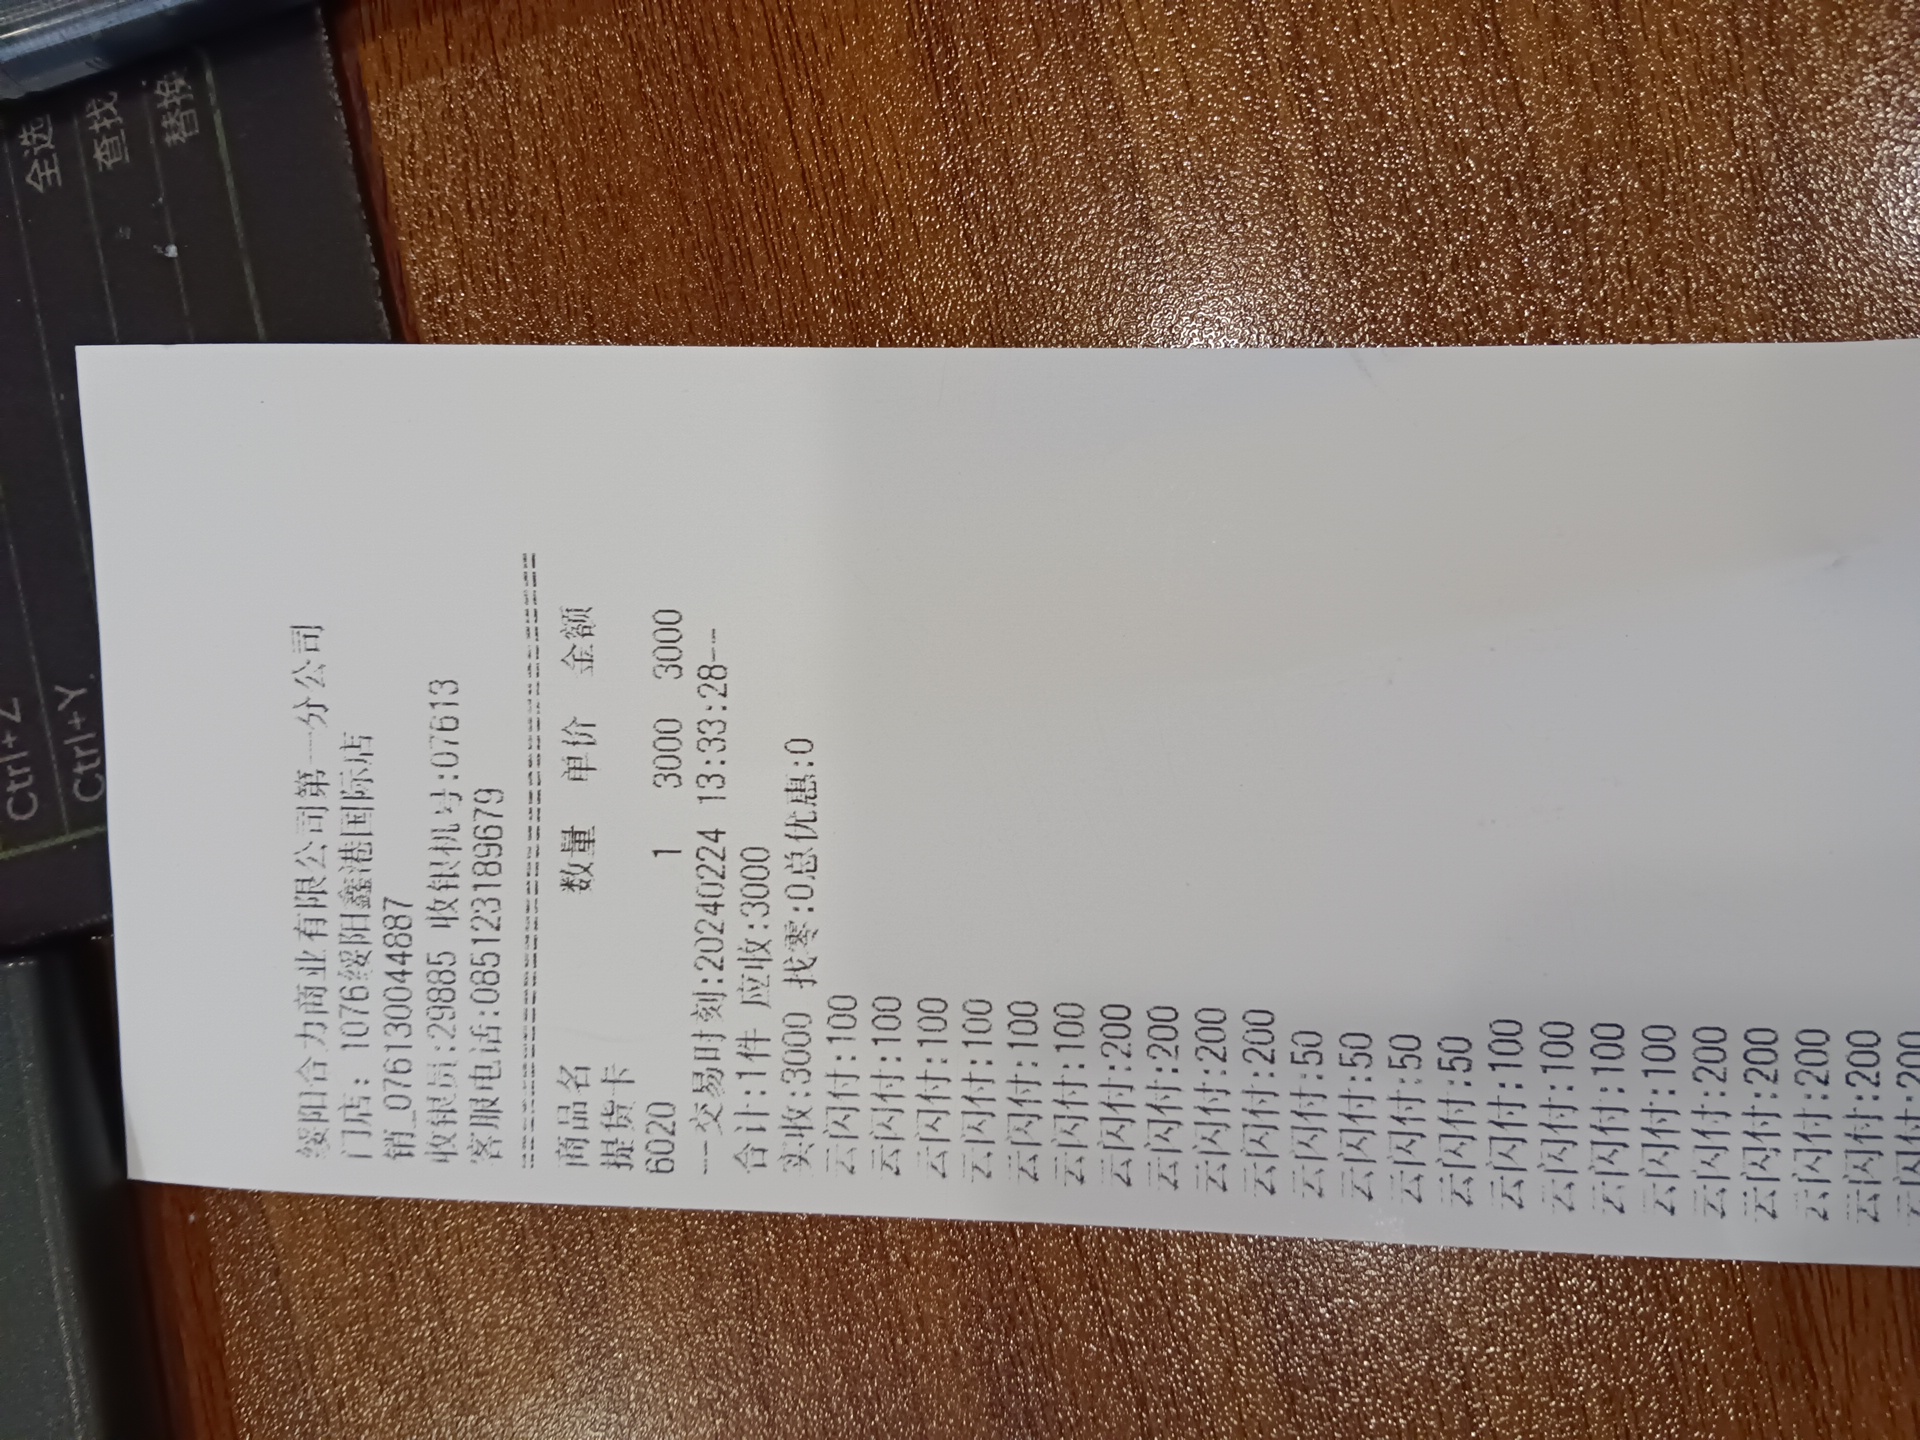 全选
查找
替换
Ctrl+Z
Ctrl+Y
绥阳合力商业有限公司第一分公司
门店: 1076绥阳鑫港国际店
销_07613004887
收银员:29885 收银机号:07613
客服电话:085123189679
商品名 数量 单价 金额
提货卡
6020 1 3000 3000
--交易时刻:20240224 13:33:28--
合计:1件 应收:3000
实收:3000 找零:0总优惠:0
云闪付:100
云闪付:100
云闪付:100
云闪付:100
云闪付:100
云闪付:100
云闪付:200
云闪付:200
云闪付:200
云闪付:200
云闪付:50
云闪付:50
云闪付:50
云闪付:50
云闪付:100
云闪付:100
云闪付:100
云闪付:100
云闪付:200
云闪付:200
云闪付:200
云闪付:200
云闪付:200